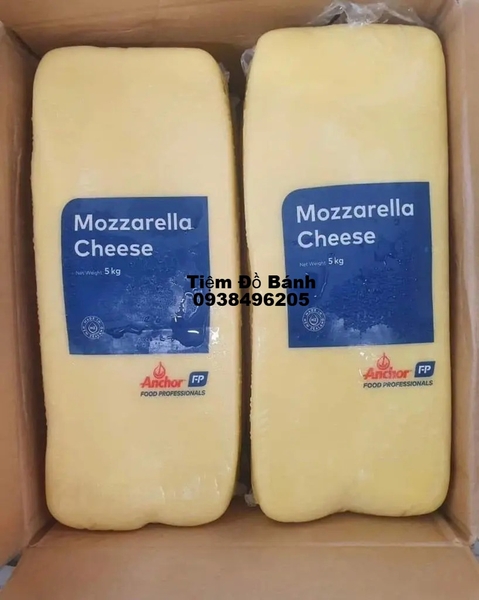 Mozzarella
Cheese
Net Weight 5 kg
Anchor FP
FOOD PROFESSIONALS
Mozzarella
Cheese
Net Weight 5 kg
Anchor FP
FOOD PROFESSIONALS
Tiệm Đồ Bánh
0938496205